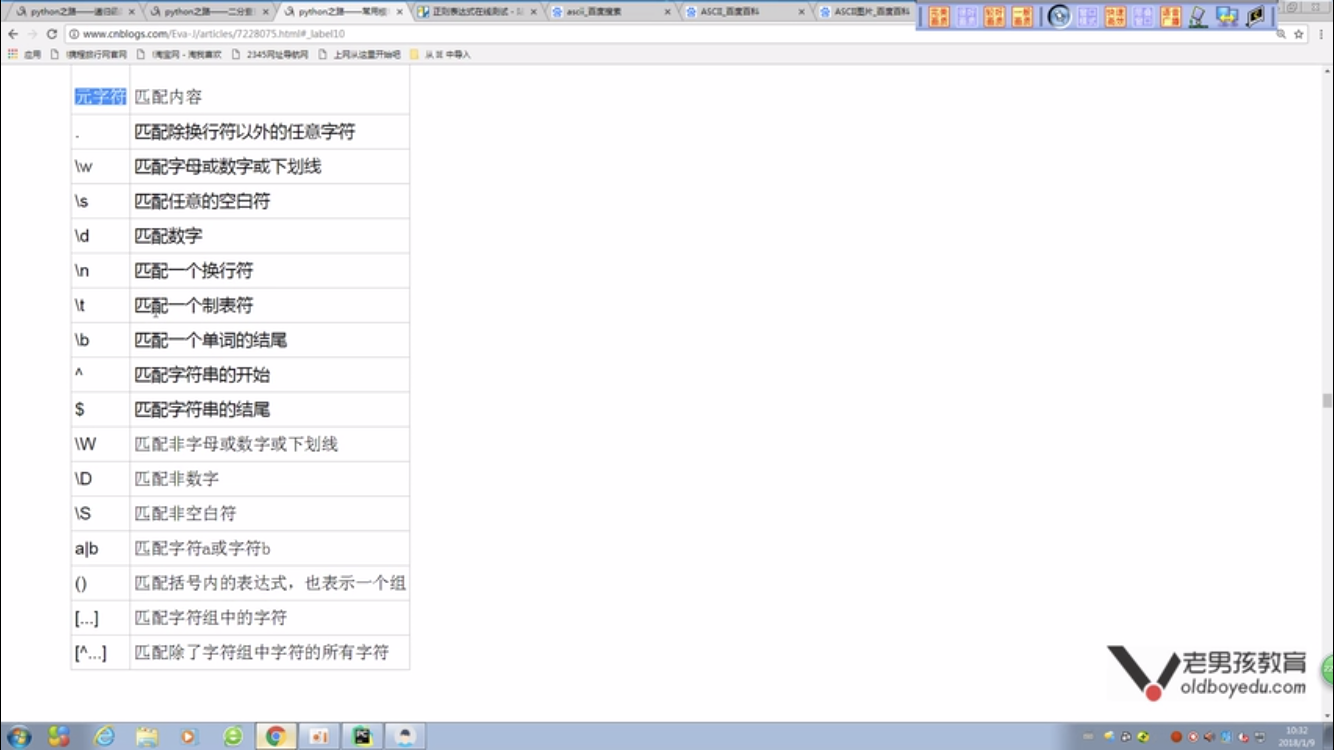 python之路——递归函
python之路——二分查
python之路——常用模
正则表达式在线测试 - 站
ascii_百度搜索
ASCII_百度百科
ASCII图片_百度百科
www.cnblogs.com/Eva-J/articles/7228075.html#_label10
应用
携程旅行网官网
淘宝网 - 淘我喜欢
2345网址导航网
上网从这里开始吧
从 IE 中导入
元字符 匹配内容
. 匹配除换行符以外的任意字符
\w 匹配字母或数字或下划线
\s 匹配任意的空白符
\d 匹配数字
\n 匹配一个换行符
\t 匹配一个制表符
\b 匹配一个单词的结尾
^ 匹配字符串的开始
$ 匹配字符串的结尾
\W 匹配非字母或数字或下划线
\D 匹配非数字
\S 匹配非空白符
a|b 匹配字符a或字符b
() 匹配括号内的表达式，也表示一个组
[...] 匹配字符组中的字符
[^...] 匹配除了字符组中字符的所有字符
老男孩教育
oldboyedu.com
10:32
2018/1/9